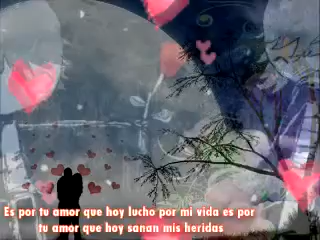 Es por tu amor que hoy lucho por mi vida es por
tu amor que hoy sanan mis heridas